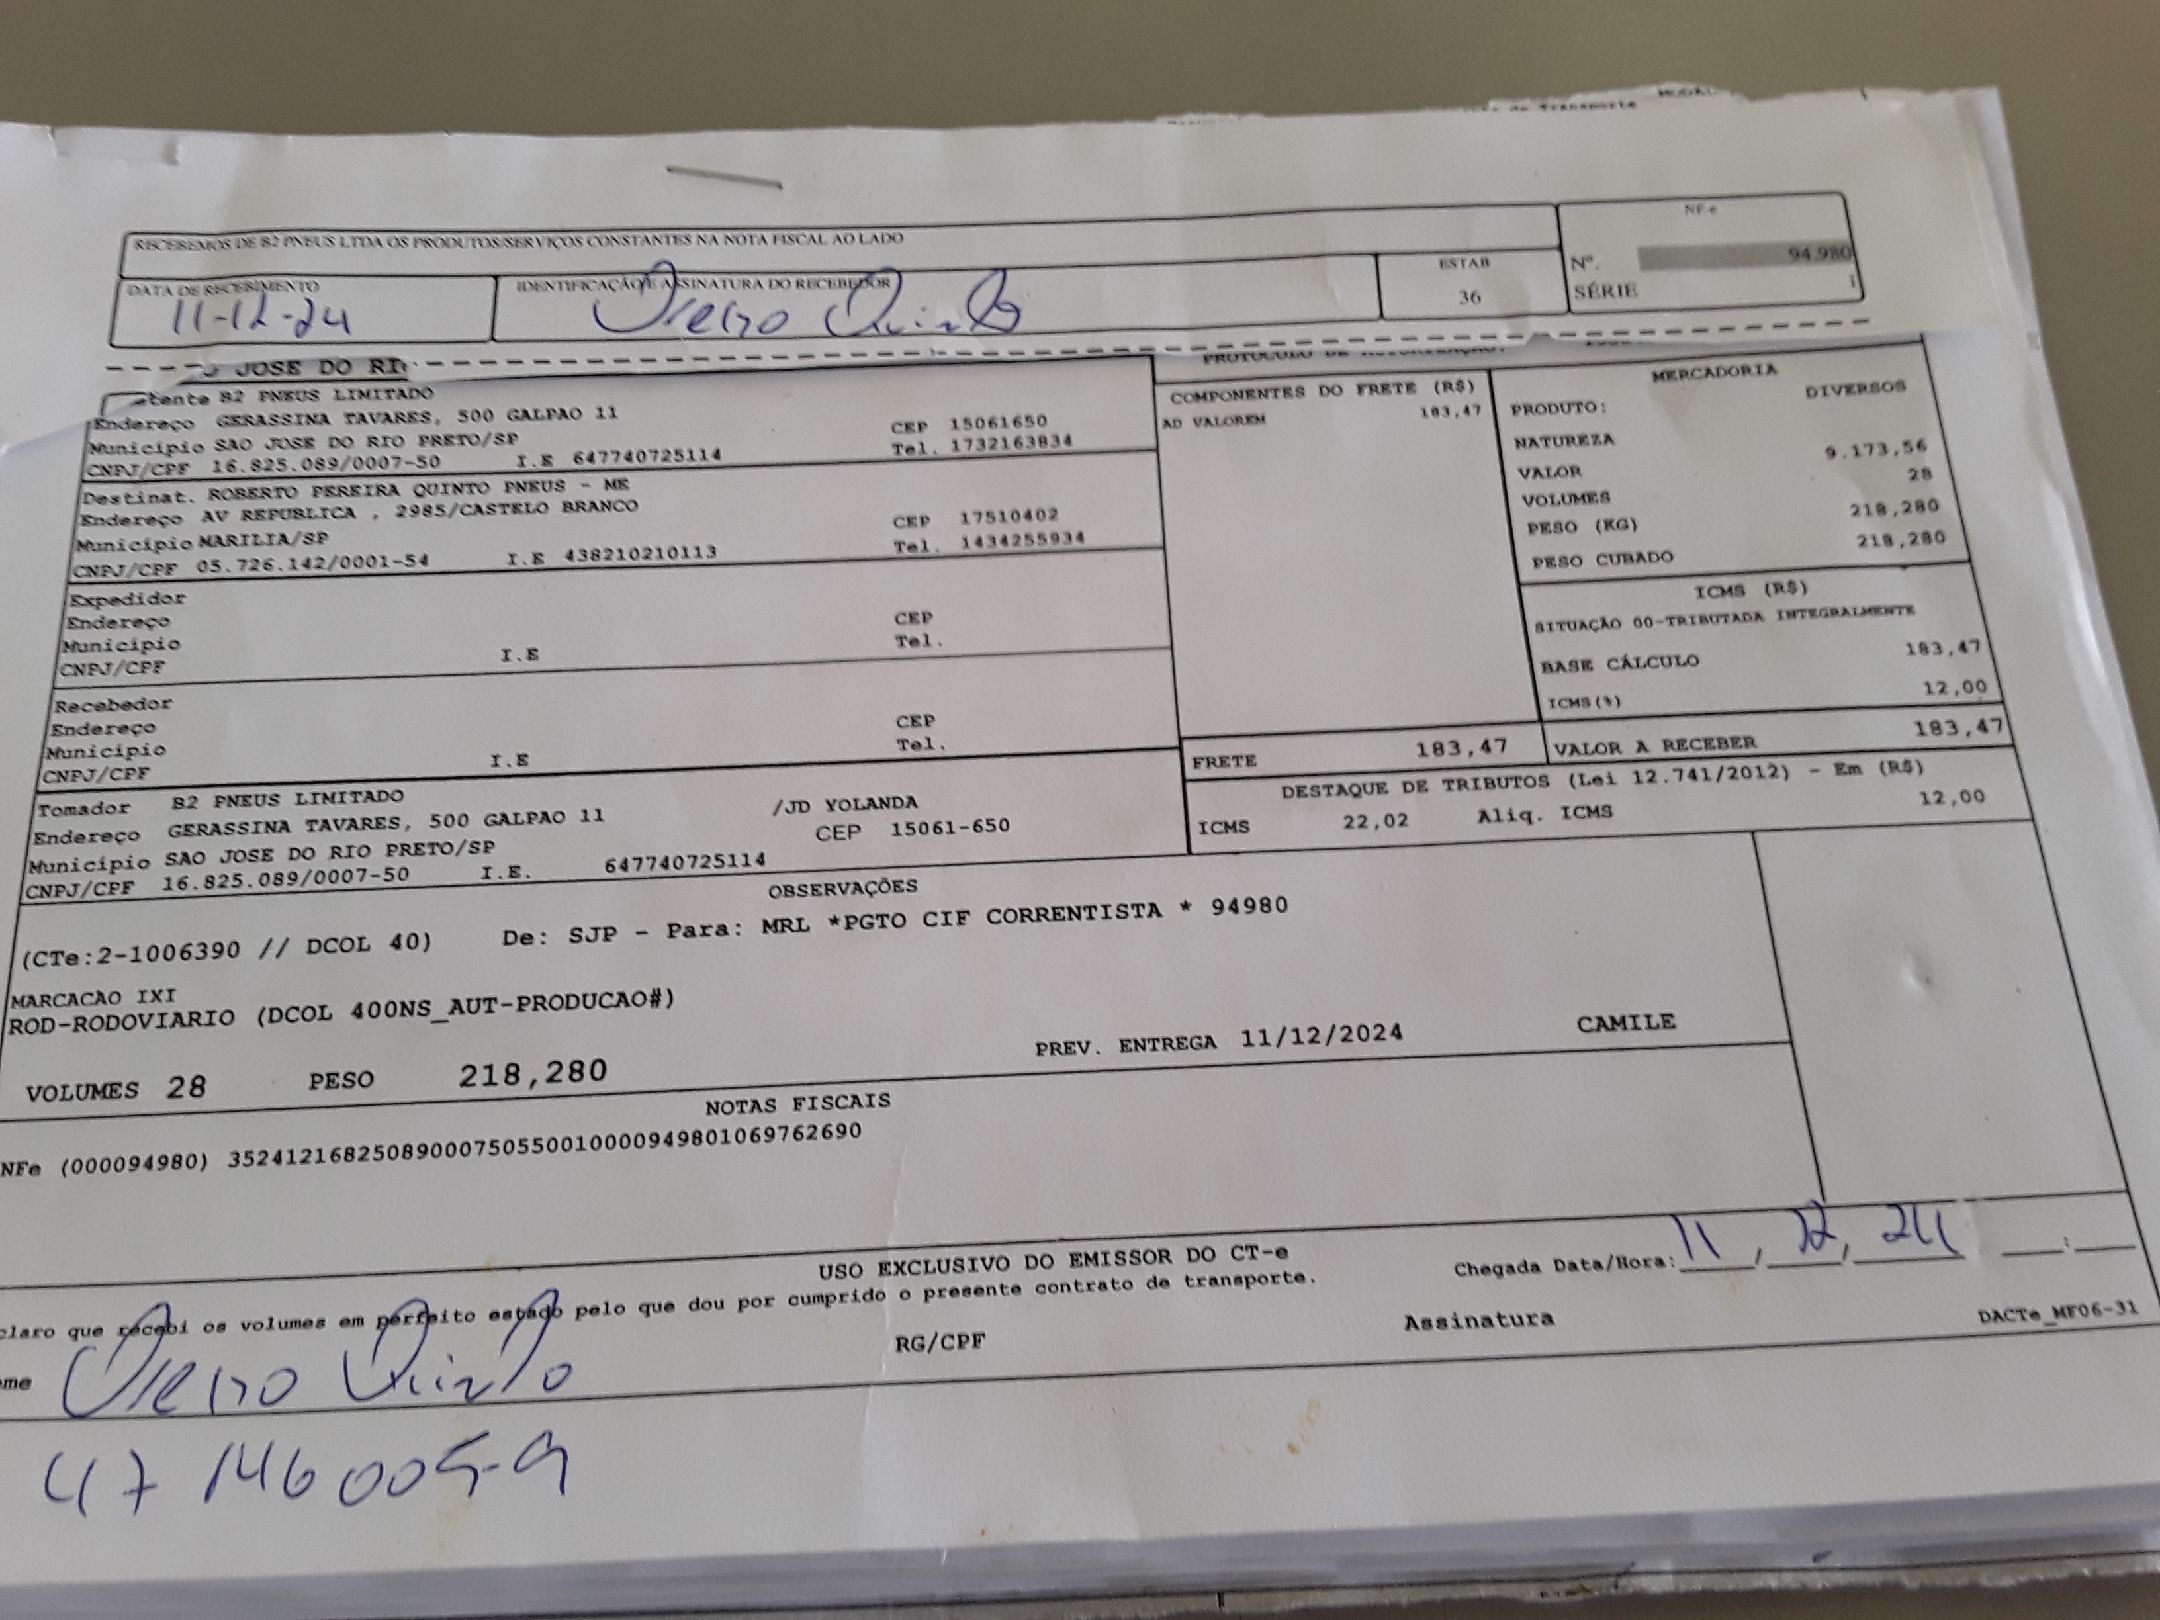 de Transporte
RECEBEMOS DE B2 PNEUS LTDA OS PRODUTOS/SERVIÇOS CONSTANTES NA NOTA FISCAL AO LADO
NF-e
Nº. 94.980
SÉRIE 1
DATA DE RECEBIMENTO
11-12-24
IDENTIFICAÇÃO E ASSINATURA DO RECEBEDOR
Quinto
ESTAB
36
JOSE DO RI
B2 PNEUS LIMITADO
Endereço GERASSINA TAVARES, 500 GALPAO 11 CEP 15061650
Município SAO JOSE DO RIO PRETO/SP Tel. 1732163834
CNPJ/CPF 16.825.089/0007-50 I.E 647740725114
Destinat. ROBERTO PEREIRA QUINTO PNEUS - ME
Endereço AV REPUBLICA , 2985/CASTELO BRANCO CEP 17510402
Município MARILIA/SP Tel. 1434255934
CNPJ/CPF 05.726.142/0001-54 I.E 438210210113
Expedidor
Endereço CEP
Município Tel.
CNPJ/CPF I.E
Recebedor
Endereço CEP
Município Tel.
CNPJ/CPF I.E
Tomador B2 PNEUS LIMITADO
Endereço GERASSINA TAVARES, 500 GALPAO 11 /JD YOLANDA
Município SAO JOSE DO RIO PRETO/SP CEP 15061-650
CNPJ/CPF 16.825.089/0007-50 I.E. 647740725114
COMPONENTES DO FRETE (R$)
AD VALOREM 183,47
FRETE 183,47
MERCADORIA
PRODUTO: DIVERSOS
NATUREZA
VALOR 9.173,56
VOLUMES 28
PESO (KG) 218,280
PESO CUBADO 218,280
ICMS (R$)
SITUAÇÃO 00-TRIBUTADA INTEGRALMENTE
BASE CÁLCULO 183,47
ICMS(%) 12,00
VALOR A RECEBER 183,47
DESTAQUE DE TRIBUTOS (Lei 12.741/2012) - Em (R$)
ICMS 22,02 Aliq. ICMS 12,00
OBSERVAÇÕES
(CTe:2-1006390 // DCOL 40) De: SJP - Para: MRL *PGTO CIF CORRENTISTA * 94980
MARCACAO IXI
ROD-RODOVIARIO (DCOL 400NS_AUT-PRODUCAO#)
VOLUMES 28 PESO 218,280 PREV. ENTREGA 11/12/2024 CAMILE
NOTAS FISCAIS
NFe (000094980) 35241216825089000750550010000949801069762690
USO EXCLUSIVO DO EMISSOR DO CT-e
claro que recebi os volumes em perfeito estado pelo que dou por cumprido o presente contrato de transporte.
Chegada Data/Hora: 11, 12, 24 __:__
me Quinto RG/CPF Assinatura
DACTe_MF06-31